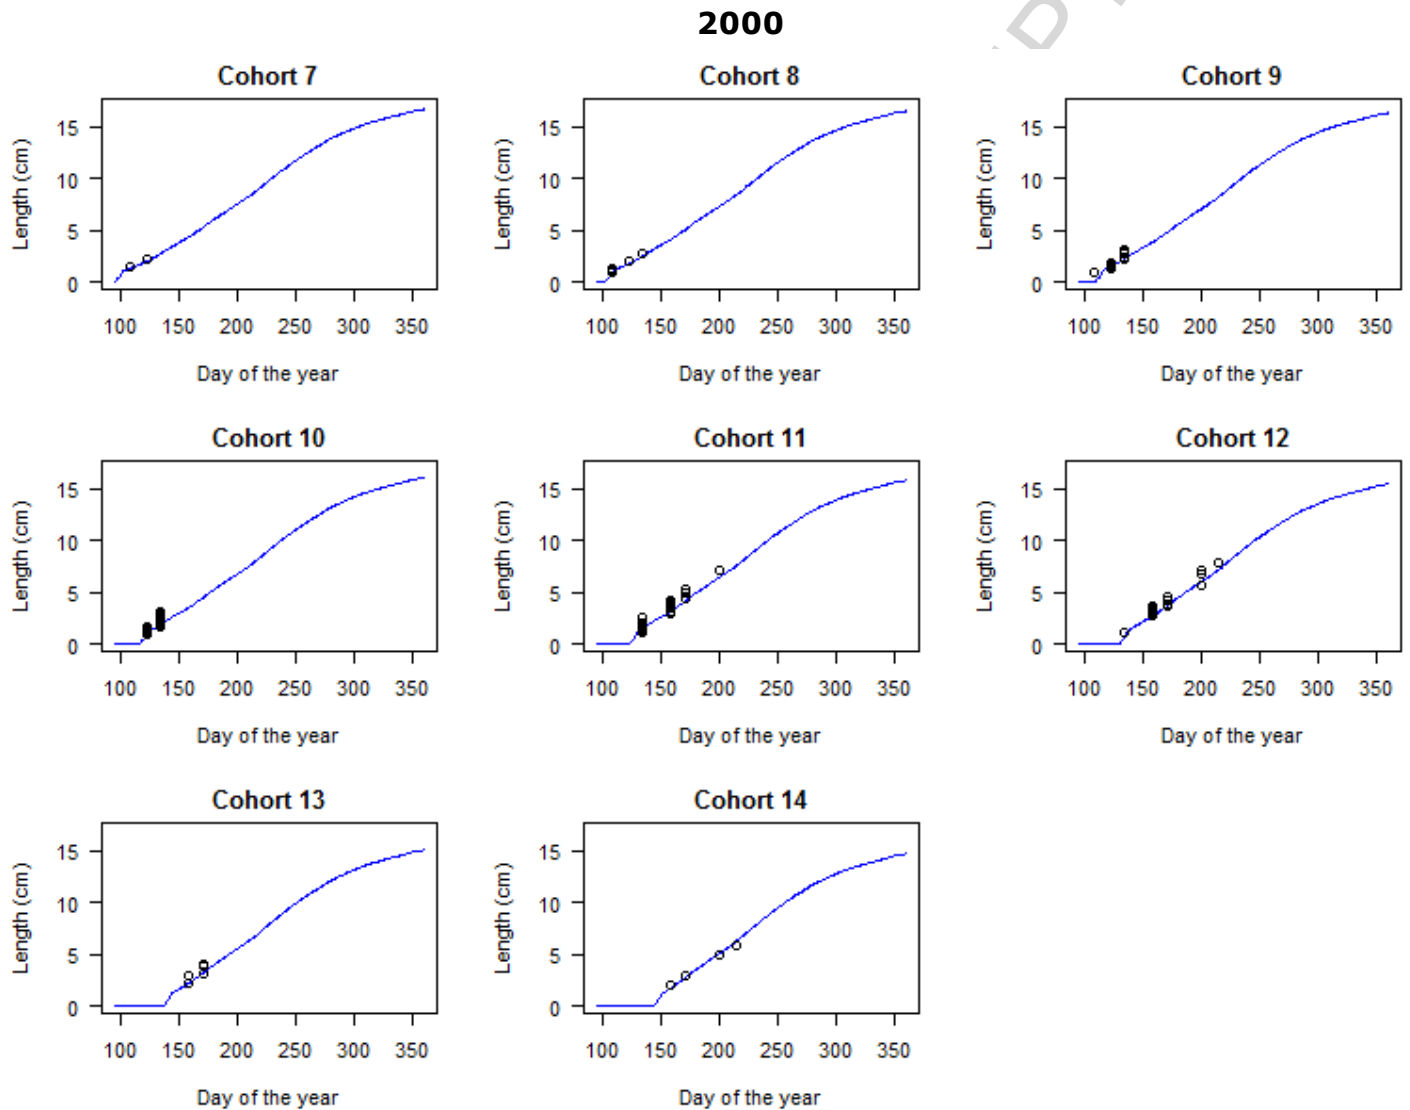 2000
Cohort 7
Cohort 8
Cohort 9
Length (cm)
0
5
10
15
100 150 200 250 300 350
Day of the year
Length (cm)
0
5
10
15
100 150 200 250 300 350
Day of the year
Length (cm)
0
5
10
15
100 150 200 250 300 350
Day of the year
Cohort 10
Cohort 11
Cohort 12
Length (cm)
0
5
10
15
100 150 200 250 300 350
Day of the year
Length (cm)
0
5
10
15
100 150 200 250 300 350
Day of the year
Length (cm)
0
5
10
15
100 150 200 250 300 350
Day of the year
Cohort 13
Cohort 14
Length (cm)
0
5
10
15
100 150 200 250 300 350
Day of the year
Length (cm)
0
5
10
15
100 150 200 250 300 350
Day of the year